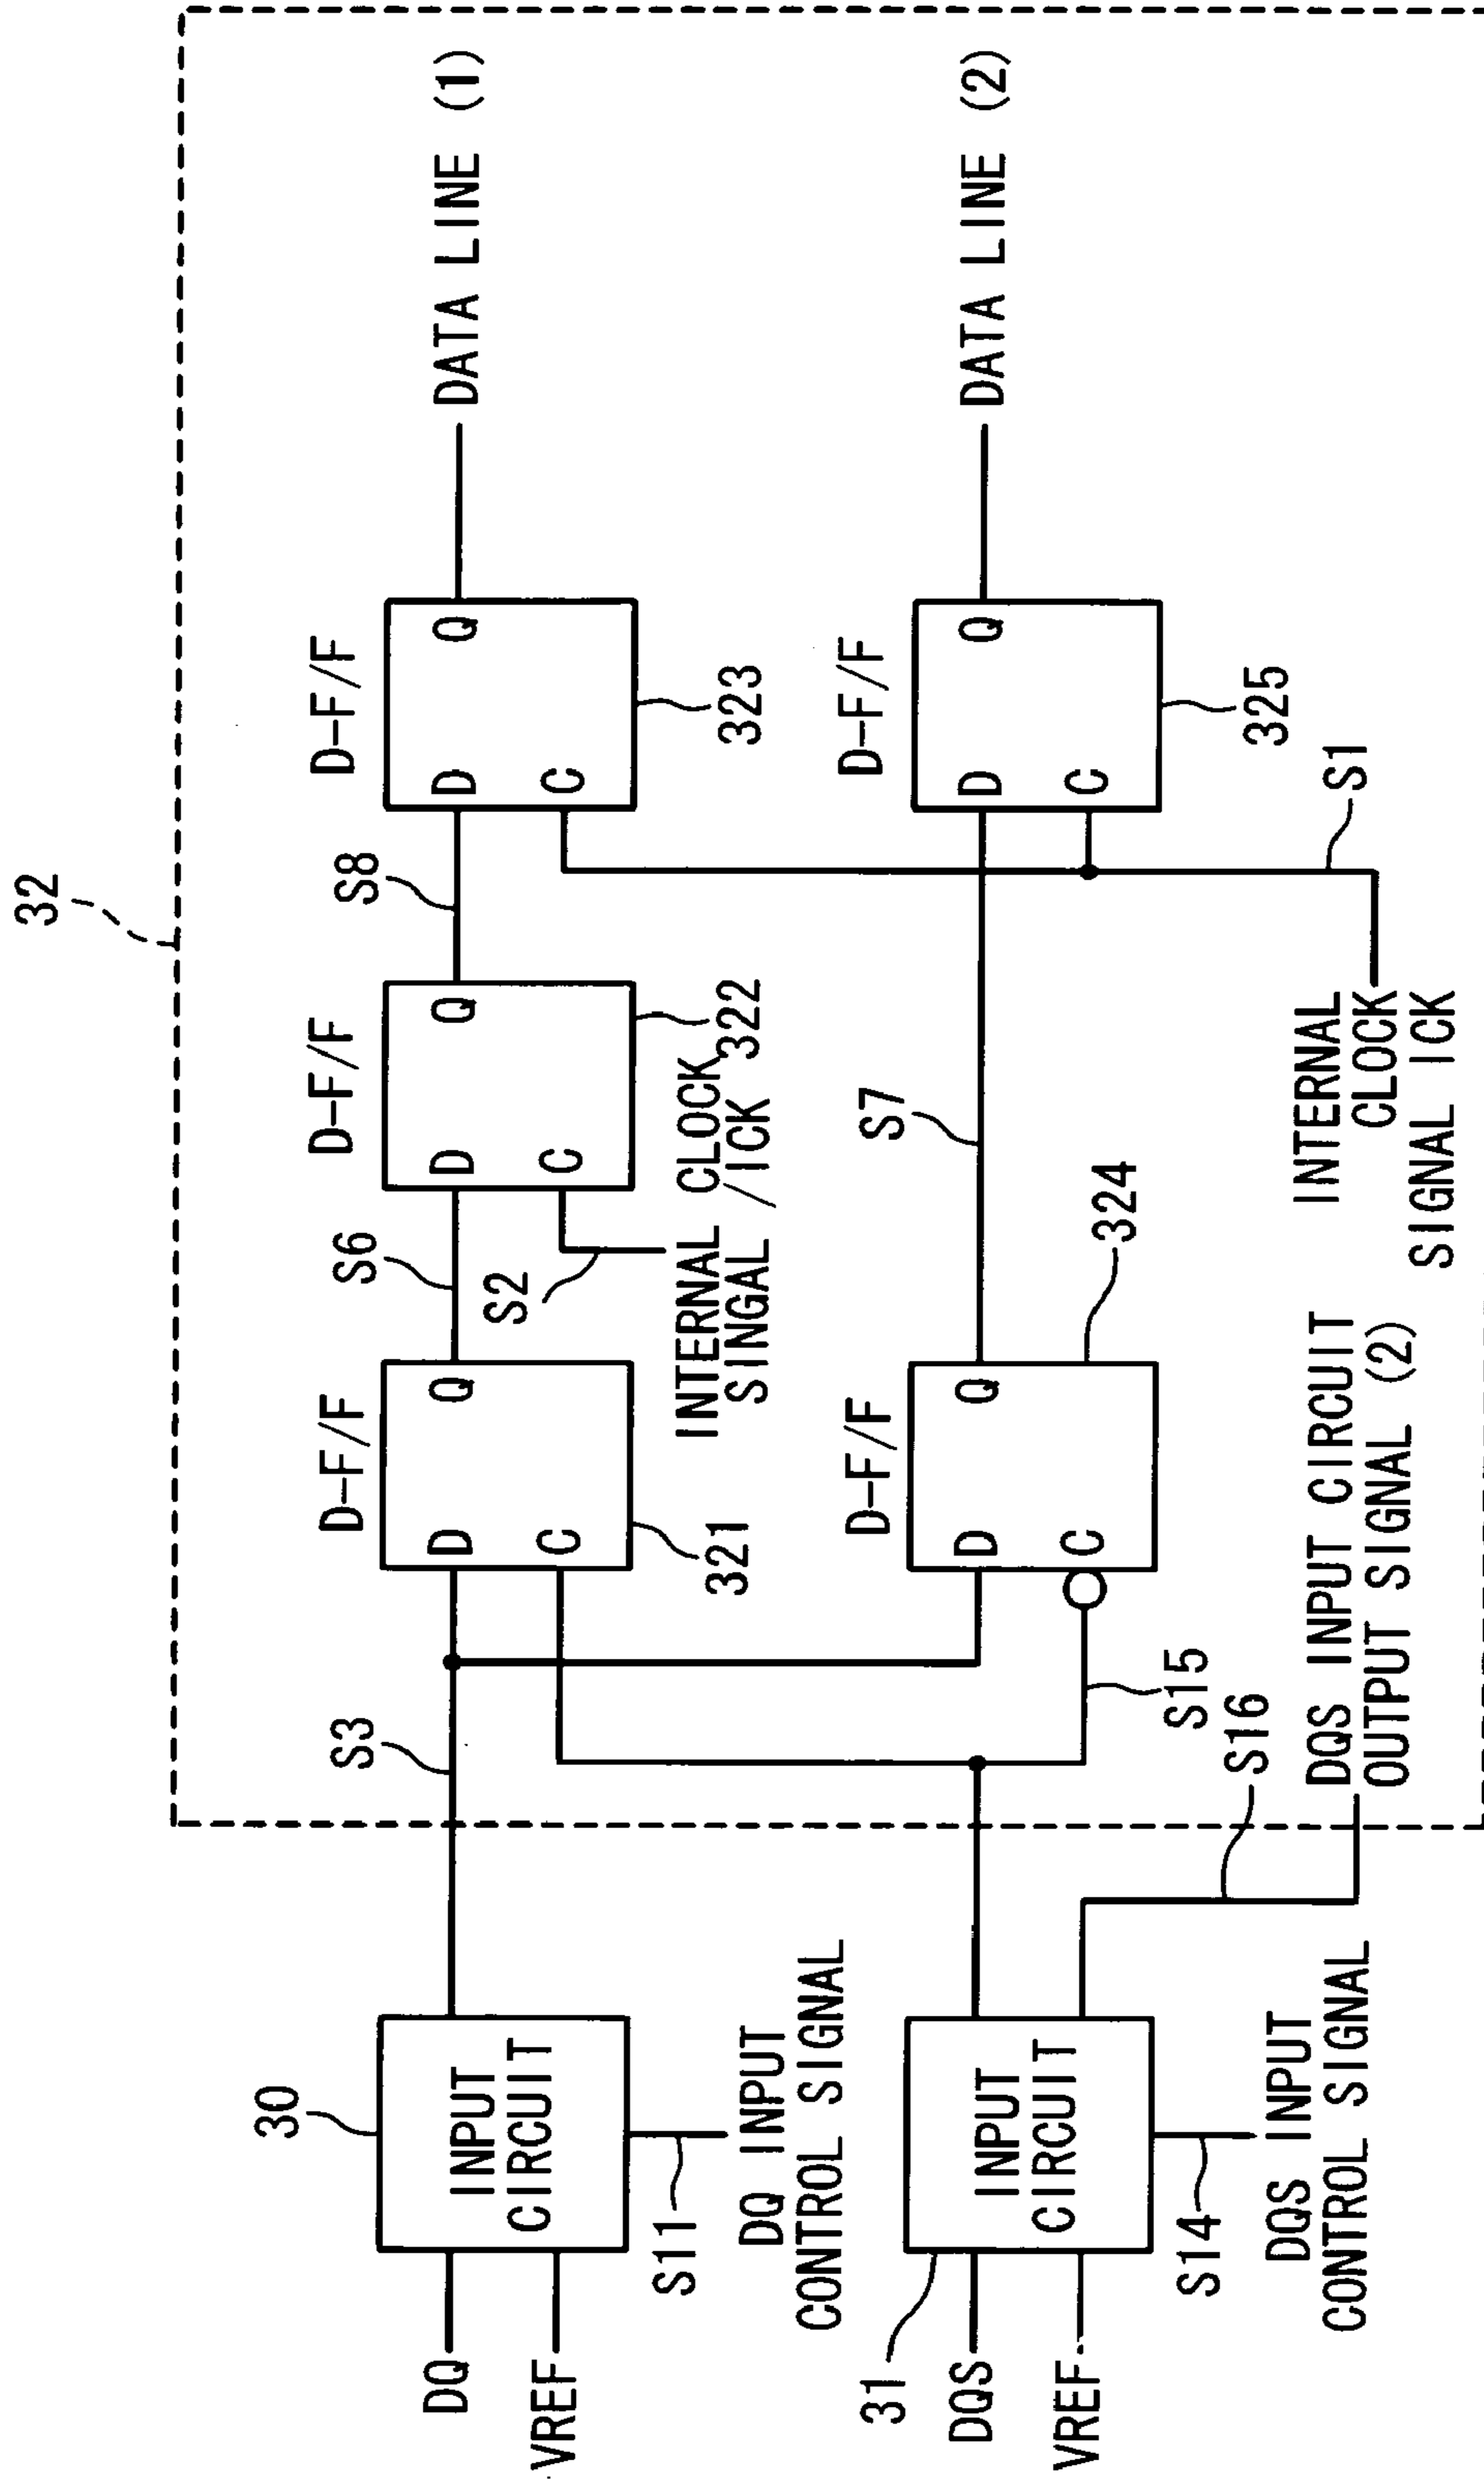 32
D-F/F
D-F/F
D-F/F
30
S3
S6
S8
DQ
VREF
INPUT
CIRCUIT
D
C
Q
321
D
C
Q
322
D
C
Q
323
DATA LINE (1)
S2
INTERNAL CLOCK
SINGAL /ICK
S11
DQ INPUT
CONTROL SIGNAL
D-F/F
D-F/F
31
S7
DQS
VREF
INPUT
CIRCUIT
D
C
Q
324
D
C
Q
325
DATA LINE (2)
S15
S14
S16
S1
DQS INPUT
CONTROL SIGNAL
DQS INPUT CIRCUIT
OUTPUT SIGNAL (2)
INTERNAL
CLOCK
SIGNAL ICK